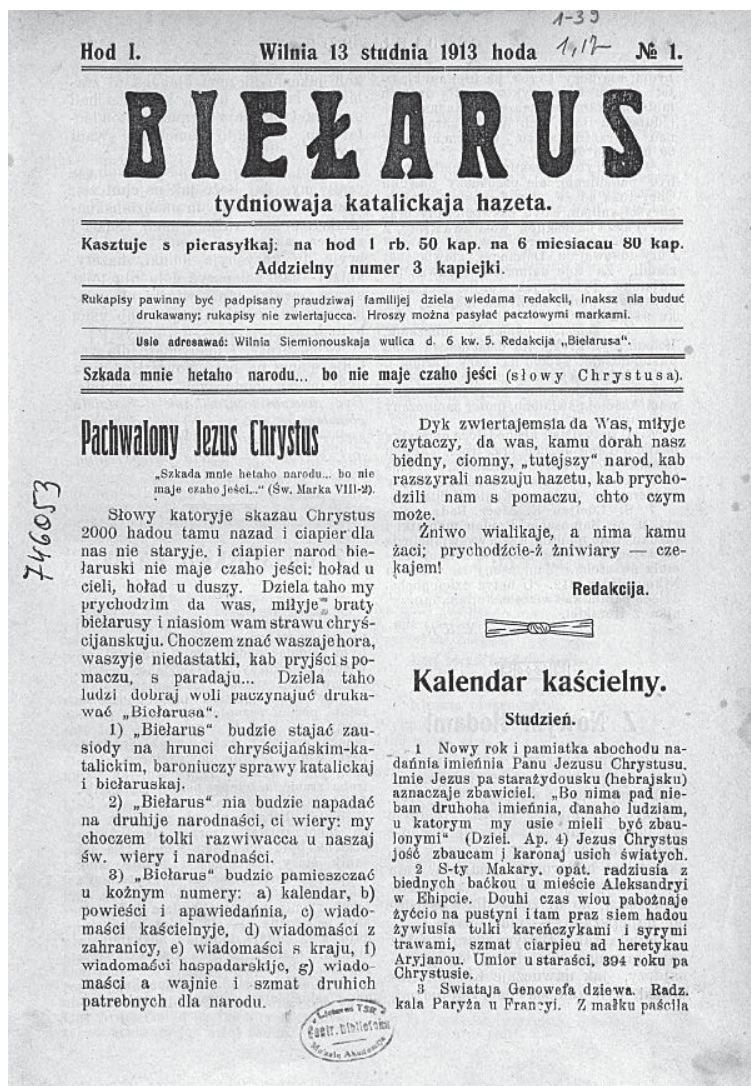 1-39
1,17
Hod I. Wilnia 13 studnia 1913 hoda № 1.
BIEŁARUS
tydniowaja katalickaja hazeta.
Kasztuje s pierasyłkaj: na hod 1 rb. 50 kap. na 6 miesiacau 80 kap.
Addzielny numer 3 kapiejki.
Rukapisy pawinny być padpisany praudziwaj familijej dziela wiedama redakcii, inaksz nia buduć
drukawany; rukapisy nie zwiertajucca. Hroszy można pasyłać pacztowymi markami.
Usio adresawać: Wilnia Siemionouskaja wulica d. 6 kw. 5. Redakcija „Biełarusa“.
Szkada mnie hetaho narodu... bo nie maje czaho jeści (słowy Chrystusa).
Pachwalony Jezus Chrystus
„Szkada mnie hetaho narodu... bo nie
maje czaho jeści...“ (Św. Marka VIII-2).
Słowy katoryje skazau Chrystus
2000 hadou tamu nazad i ciapier dla
nas nie staryje, i ciapier narod bie-
łaruski nie maje czaho jeści: hoład u
cieli, hoład u duszy. Dziela taho my
prychodzim da was, miłyje braty
biełarusy i niasiom wam strawu chryś-
cijanskuju. Choczem znać waszaje hora,
waszyje niedastatki, kab pryjści s po-
maczu, s paradaju... Dziela taho
ludzi dobraj woli paczynajuć druka-
wać „Biełarusa“.
1) „Biełarus“ budzie stajać zau-
siody na hrunci chryścijańskim-ka-
talickim, baroniuczy sprawy katalickaj
i biełaruskaj.
2) „Biełarus“ nia budzie napadać
na druhije narodnaści, ci wiery: my
choczem tolki razwiwacca u naszaj
św. wiery i narodnaści.
3) „Biełarus“ budzie pamieszczać
u kożnym numery: a) kalendar, b)
powieści i apawiedańnia, c) wiado-
maści kaścielnyje, d) wiadomaści z
zahranicy, e) wiadomaści s kraju, f)
wiadomaści haspadarskije, g) wiado-
maści a wajnie i szmat druhich
patrebnych dla narodu.
Dyk zwiertajemsia da Was, miłyje
czytaczy, da was, kamu dorah nasz
biedny, ciomny, „tutejszy“ narod, kab
razszyrali naszuju hazetu, kab prycho-
dzili nam s pomaczu, chto czym
może.
Żniwo wialikaje, a nima kamu
żaci; prychodźcie-ż żniwiary — cze-
kajem!
Redakcija.
Kalendar kaścielny.
Studzień.
1 Nowy rok i pamiatka abochodu na-
dańnia imieńnia Panu Jezusu Chrystusu.
Imie Jezus pa starażydousku (hebrajsku)
aznaczaje zbawiciel. „Bo nima pad nie-
bam druhoha imieńnia, danaho ludziam,
u katorym my usie mieli być zbau-
lonymi“ (Dziei. Ap. 4) Jezus Chrystus
jość zbaucam j karonaj usich światych.
2 S-ty Makary. opat. radziusia z
biednych baćkou u mieście Aleksandryi
w Ehipcie. Douhi czas wiou pabożnaje
żyćcio na pustyni i tam praz siem hadou
żywiusia tolki kareńczykami i syrymi
trawami, szmat ciarpieu ad heretykau
Aryjanou. Umior u staraści, 394 roku pa
Chrystusie.
3 Swiataja Genowefa dziewa. Radz.
kala Paryża u Francyi. Z małku paściła
746053
Lietuvos TSR
Centr. biblioteka
Mokslų Akademija